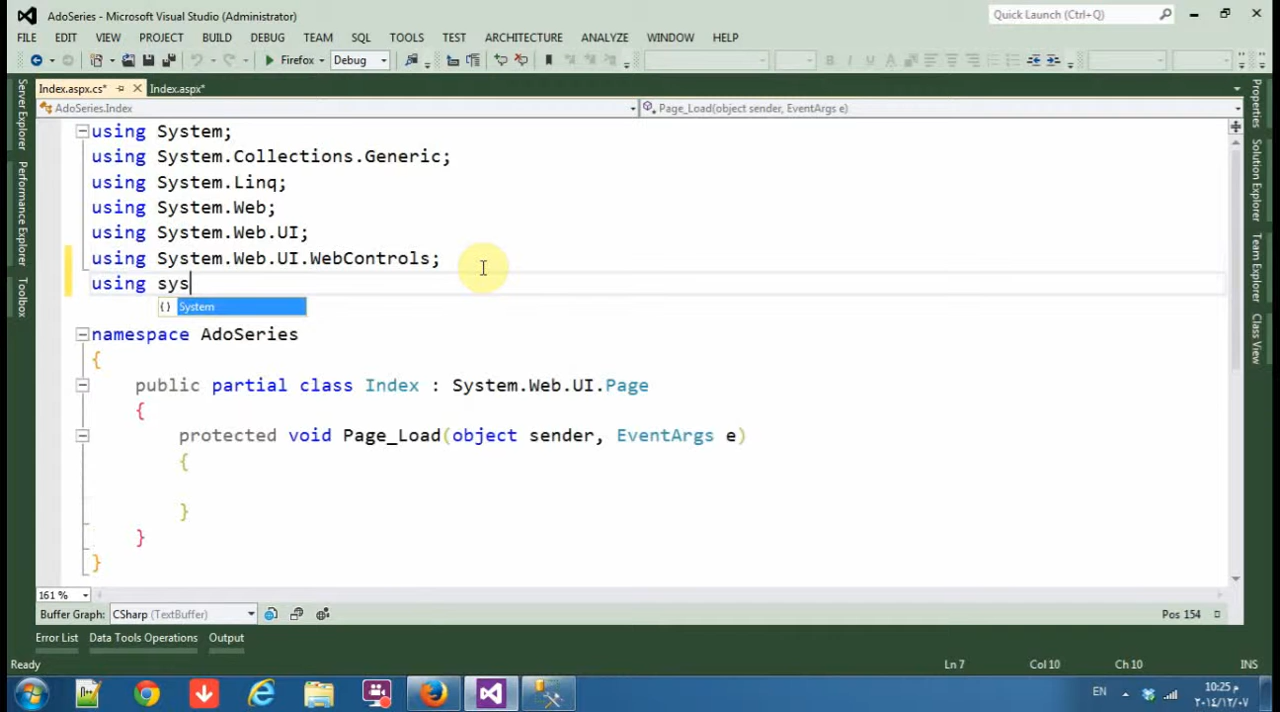 AdoSeries - Microsoft Visual Studio (Administrator)
Quick Launch (Ctrl+Q)
FILE EDIT VIEW PROJECT BUILD DEBUG TEAM SQL TOOLS TEST ARCHITECTURE ANALYZE WINDOW HELP
Firefox Debug
Index.aspx.cs* Index.aspx*
AdoSeries.Index Page_Load(object sender, EventArgs e)
using System;
using System.Collections.Generic;
using System.Linq;
using System.Web;
using System.Web.UI;
using System.Web.UI.WebControls;
using sys
{ } System
namespace AdoSeries
{
public partial class Index : System.Web.UI.Page
{
protected void Page_Load(object sender, EventArgs e)
{
}
}
}
Server Explorer
Performance Explorer
Toolbox
Properties
Solution Explorer
Team Explorer
Class View
161 %
Buffer Graph: CSharp (TextBuffer) Pos 154
Error List Data Tools Operations Output
Ready Ln 7 Col 10 Ch 10 INS
EN 10:25 م
٢٠١٤/١٢/٠٧